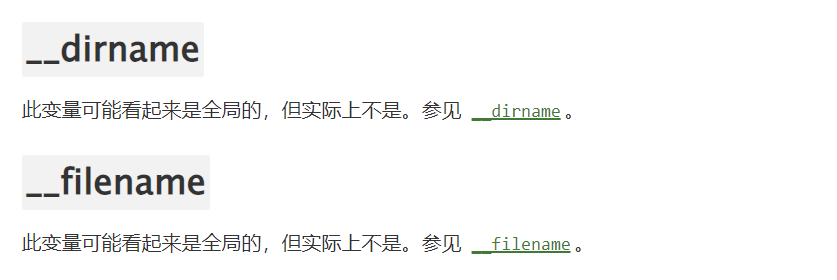 __dirname
此变量可能看起来是全局的，但实际上不是。参见 __dirname。
__filename
此变量可能看起来是全局的，但实际上不是。参见 __filename。